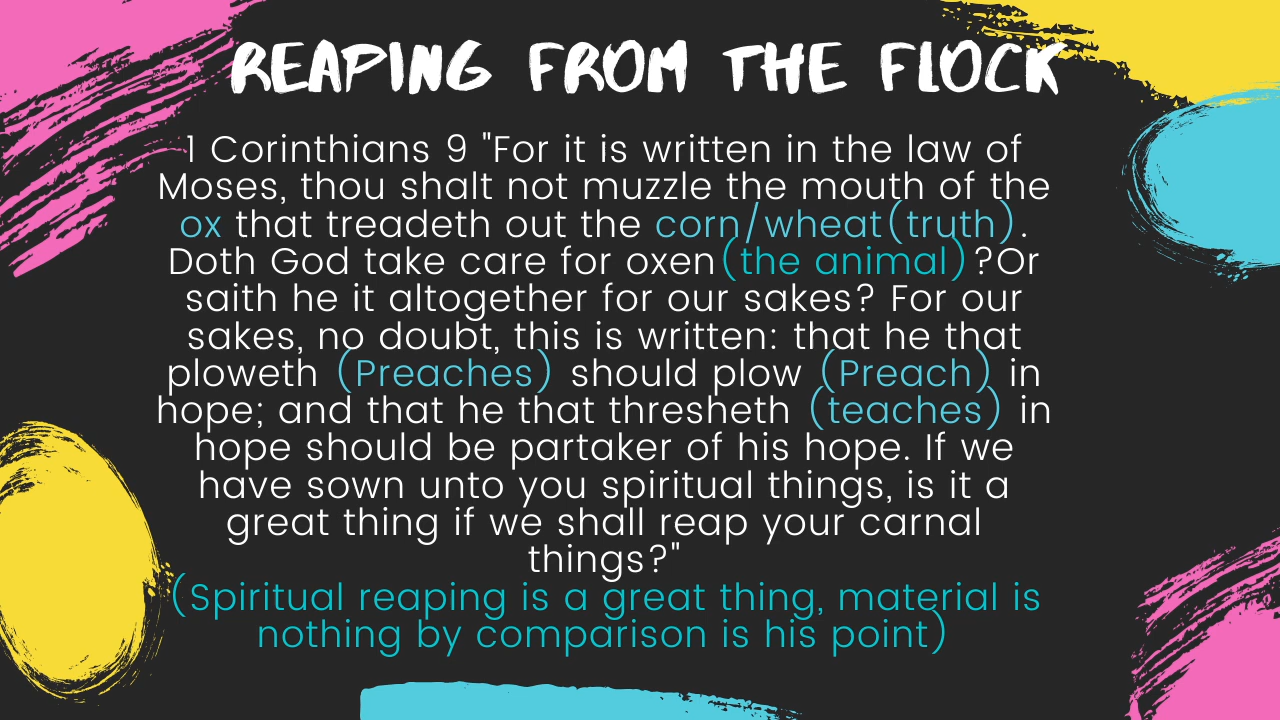 REAPING FROM THE FLOCK
1 Corinthians 9 "For it is written in the law of
Moses, thou shalt not muzzle the mouth of the
ox that treadeth out the corn/wheat(truth).
Doth God take care for oxen(the animal)?Or
saith he it altogether for our sakes? For our
sakes, no doubt, this is written: that he that
ploweth (Preaches) should plow (Preach) in
hope; and that he that thresheth (teaches) in
hope should be partaker of his hope. If we
have sown unto you spiritual things, is it a
great thing if we shall reap your carnal
things?"
(Spiritual reaping is a great thing, material is
nothing by comparison is his point)